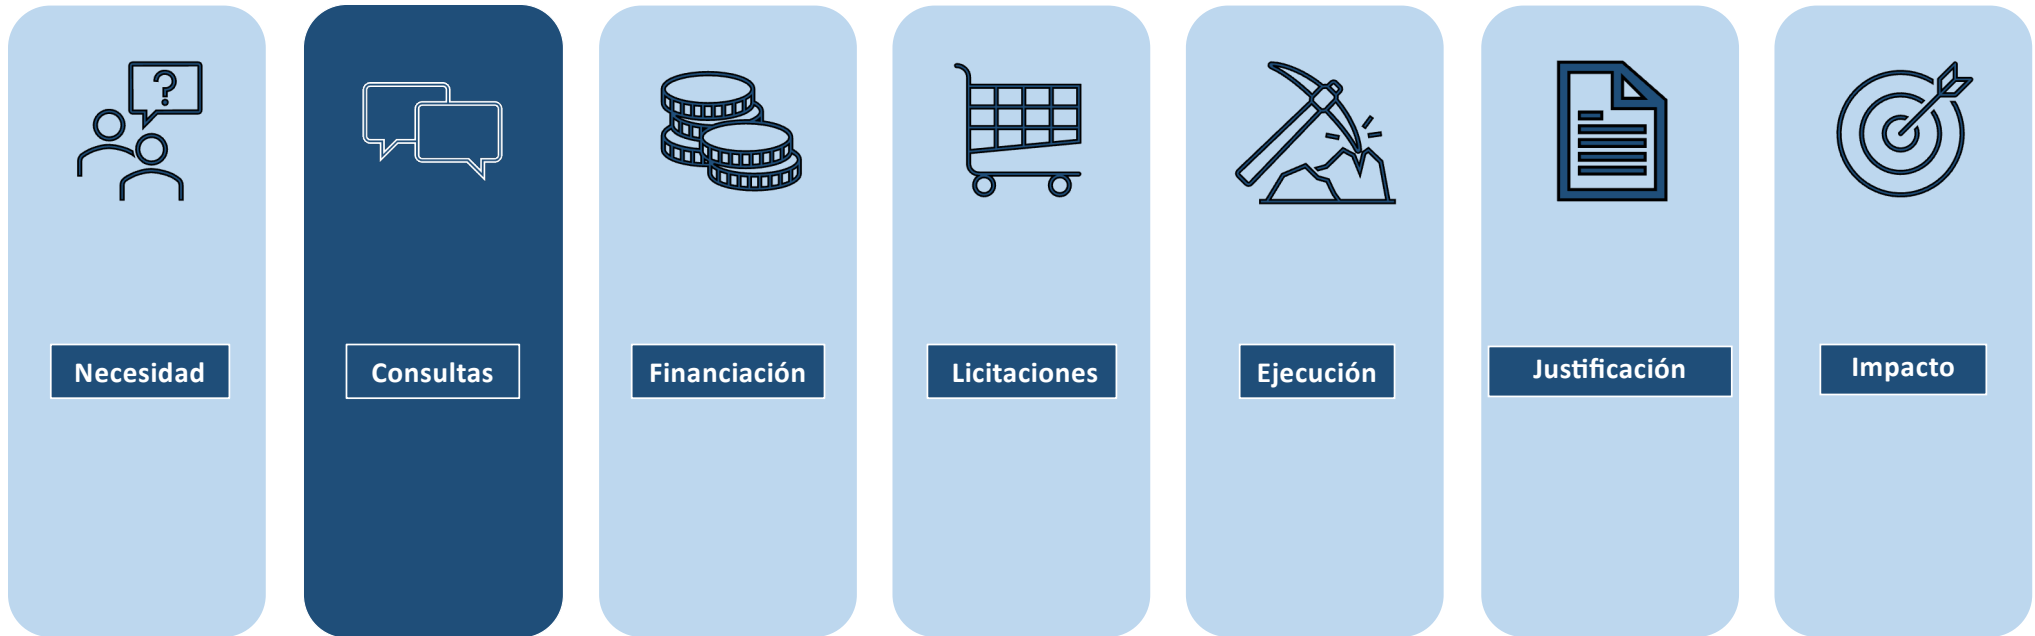 ?
Necesidad
Consultas
Financiación
Licitaciones
Ejecución
Justificación
Impacto